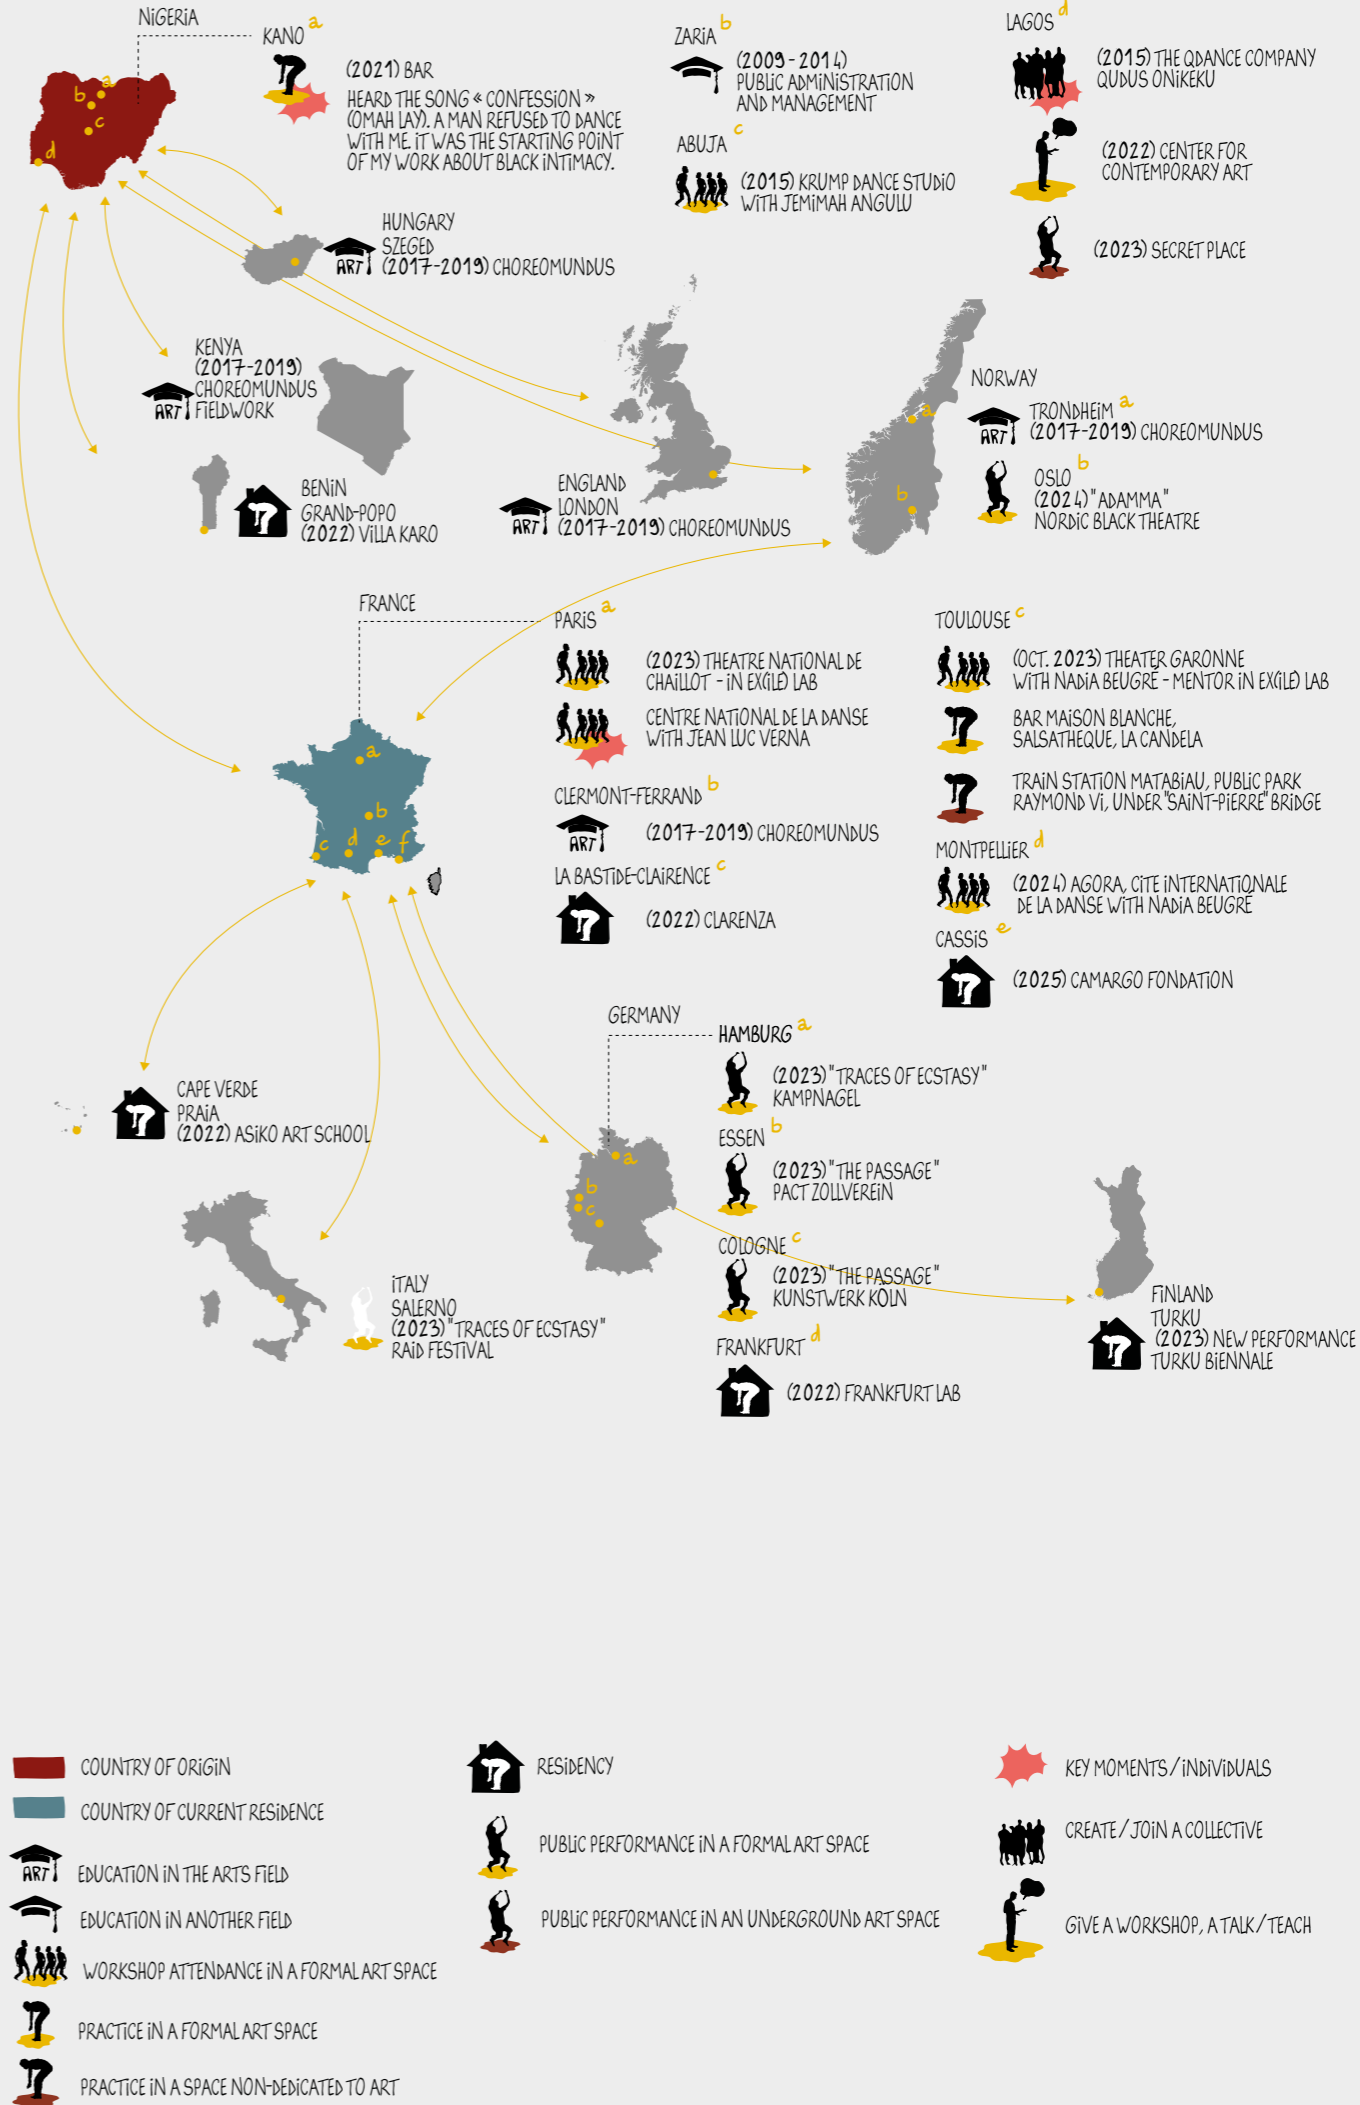 NiGERiA
KANO a
(2021) BAR
HEARD THE SONG « CONFESSiON »
(OMAH LAY). A MAN REFUSED TO DANCE
WiTH ME. iT WAS THE STARTiNG POiNT
OF MY WORK ABOUT BLACK iNTiMACY.
ZARiA b
(2009 - 2014)
PUBLiC ADMiNiSTRATiON
AND MANAGEMENT
ABUJA c
(2015) KRUMP DANCE STUDiO
WiTH JEMiMAH ANGULU
LAGOS d
(2015) THE QDANCE COMPANY
QUDUS ONiKEKU
(2022) CENTER FOR
CONTEMPORARY ART
(2023) SECRET PLACE
a
b
c
d
HUNGARY
SZEGED
ART
(2017-2019) CHOREOMUNDUS
KENYA
(2017-2019)
CHOREOMUNDUS
ART
FiELDWORK
BENiN
GRAND-POPO
(2022) ViLLA KARO
ENGLAND
LONDON
ART
(2017-2019) CHOREOMUNDUS
NORWAY
a
b
TRONDHEiM a
ART
(2017-2019) CHOREOMUNDUS
OSLO b
(2024) "ADAMMA"
NORDiC BLACK THEATRE
FRANCE
a
b
c
d
e
f
PARiS a
(2023) THEATRE NATiONAL DE
CHAiLLOT - iN EX(iLE) LAB
CENTRE NATiONAL DE LA DANSE
WiTH JEAN LUC VERNA
CLERMONT-FERRAND b
ART
(2017-2019) CHOREOMUNDUS
LA BASTiDE-CLAiRENCE c
(2022) CLARENZA
TOULOUSE c
(OCT. 2023) THEATER GARONNE
WiTH NADiA BEUGRÉ - MENTOR iN EX(iLE) LAB
BAR MAiSON BLANCHE,
SALSATHEQUE, LA CANDELA
TRAiN STATiON MATABiAU, PUBLiC PARK
RAYMOND Vi, UNDER "SAiNT-PiERRE" BRiDGE
MONTPELLiER d
(2024) AGORA, CiTE iNTERNATiONALE
DE LA DANSE WiTH NADiA BEUGRÉ
CASSiS e
(2025) CAMARGO FONDATiON
CAPE VERDE
PRAiA
(2022) ASiKO ART SCHOOL
iTALY
SALERNO
(2023) "TRACES OF ECSTASY"
RAiD FESTiVAL
GERMANY
a
b
c
HAMBURG a
(2023) "TRACES OF ECSTASY"
KAMPNAGEL
ESSEN b
(2023) "THE PASSAGE"
PACT ZOLLVEREiN
COLOGNE c
(2023) "THE PASSAGE"
KUNSTWERK KÖLN
FRANKFURT d
(2022) FRANKFURT LAB
FiNLAND
TURKU
(2023) NEW PERFORMANCE
TURKU BiENNALE
COUNTRY OF ORiGiN
COUNTRY OF CURRENT RESiDENCE
ART
EDUCATiON iN THE ARTS FiELD
EDUCATiON iN ANOTHER FiELD
WORKSHOP ATTENDANCE iN A FORMAL ART SPACE
PRACTiCE iN A FORMAL ART SPACE
PRACTiCE iN A SPACE NON-DEDiCATED TO ART
RESiDENCY
PUBLiC PERFORMANCE iN A FORMAL ART SPACE
PUBLiC PERFORMANCE iN AN UNDERGROUND ART SPACE
KEY MOMENTS / iNDiViDUALS
CREATE / JOiN A COLLECTiVE
GiVE A WORKSHOP, A TALK / TEACH